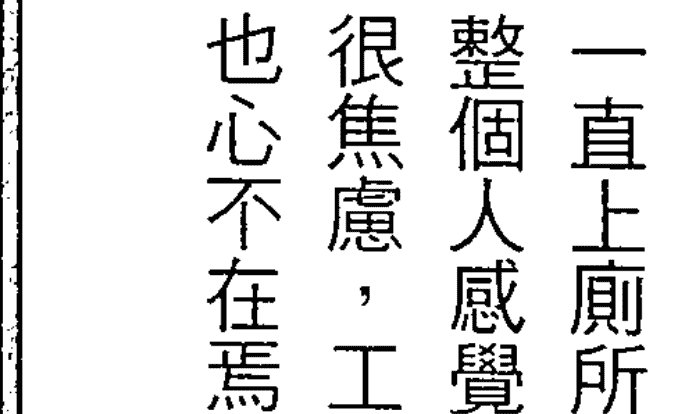 一直上廁所
整個人感覺
很焦慮，工
也心不在焉